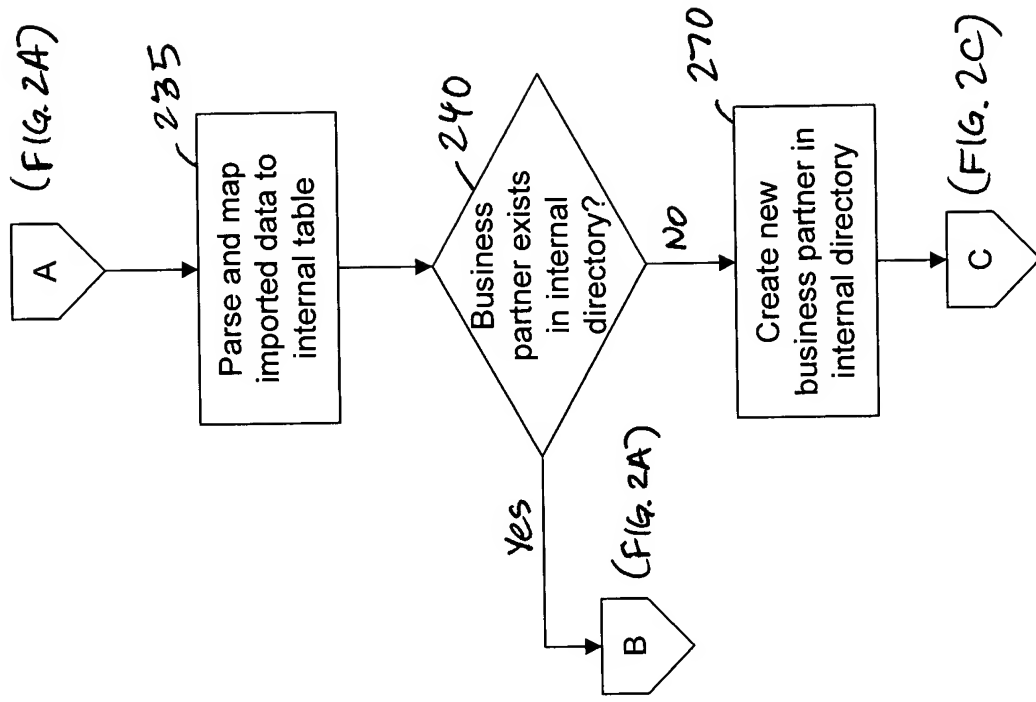 A
(FIG. 2A)
235
Parse and map
imported data to
internal table
240
Business
partner exists
in internal
directory?
Yes
B
(FIG. 2A)
NO
270
Create new
business partner in
internal directory
C
(FIG. 2C)